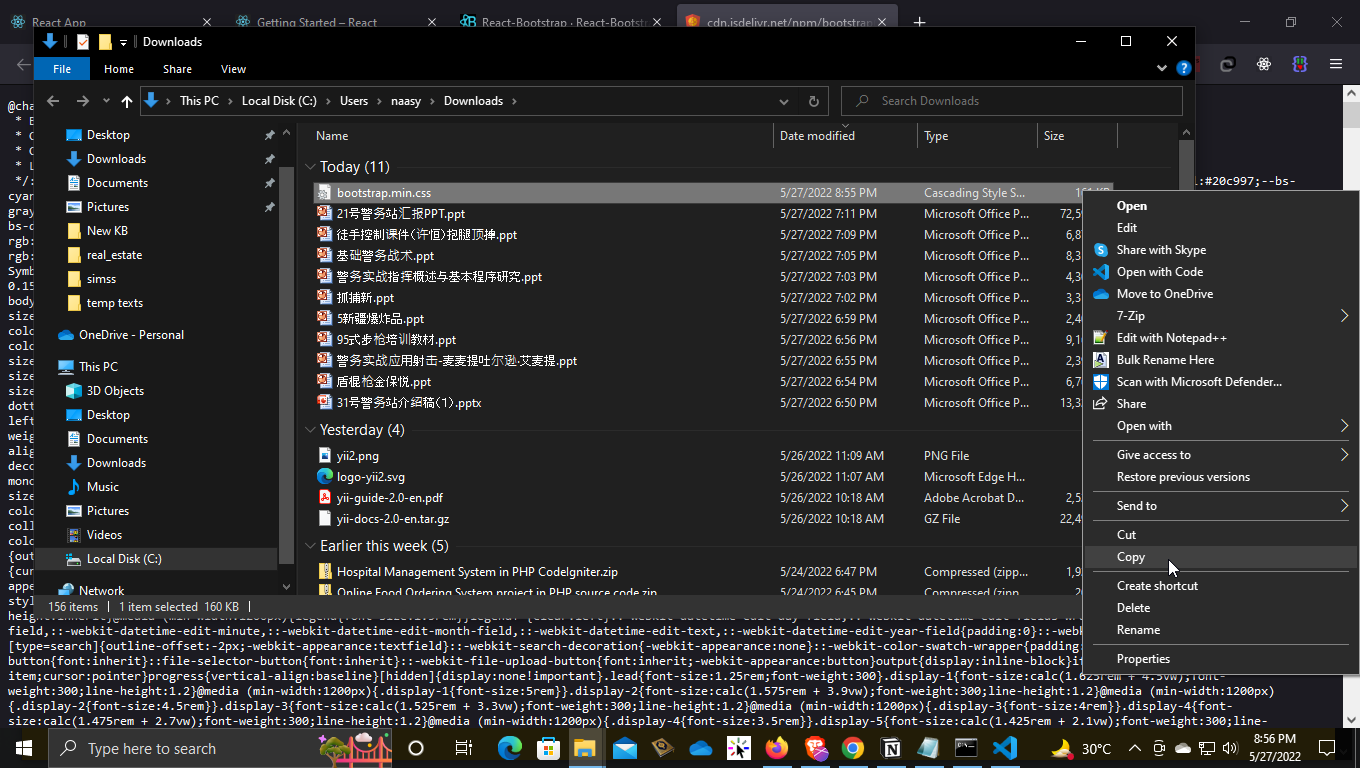 React App
Getting Started – React
React-Bootstrap · React-Bootstr
cdn.jsdelivr.net/npm/bootstrap
Downloads
File
Home
Share
View
This PC
Local Disk (C:)
Users
naasy
Downloads
Search Downloads
Name
Date modified
Type
Size
Desktop
Downloads
Documents
Pictures
New KB
real_estate
simss
temp texts
OneDrive - Personal
This PC
3D Objects
Desktop
Documents
Downloads
Music
Pictures
Videos
Local Disk (C:)
Network
Today (11)
bootstrap.min.css 5/27/2022 8:55 PM Cascading Style S...
21号警务站汇报PPT.ppt 5/27/2022 7:11 PM Microsoft Office P... 72,5
徒手控制课件(许恒)抱腿顶摔.ppt 5/27/2022 7:09 PM Microsoft Office P... 6,8
基础警务战术.ppt 5/27/2022 7:05 PM Microsoft Office P... 8,3
警务实战指挥概述与基本程序研究.ppt 5/27/2022 7:03 PM Microsoft Office P... 4,3
抓捕新.ppt 5/27/2022 7:02 PM Microsoft Office P... 3,3
5新疆爆炸品.ppt 5/27/2022 6:59 PM Microsoft Office P... 2,4
95式步枪培训教材.ppt 5/27/2022 6:56 PM Microsoft Office P... 9,1
警务实战应用射击-麦麦提吐尔逊·艾麦提.ppt 5/27/2022 6:55 PM Microsoft Office P... 2,3
盾棍枪金保悦.ppt 5/27/2022 6:54 PM Microsoft Office P... 6,7
31号警务站介绍稿(1).pptx 5/27/2022 6:50 PM Microsoft Office P... 13,3
Yesterday (4)
yii2.png 5/26/2022 11:09 AM PNG File
logo-yii2.svg 5/26/2022 11:07 AM Microsoft Edge H...
yii-guide-2.0-en.pdf 5/26/2022 10:18 AM Adobe Acrobat D... 2,5
yii-docs-2.0-en.tar.gz 5/26/2022 10:18 AM GZ File 22,4
Earlier this week (5)
Hospital Management System in PHP CodeIgniter.zip 5/24/2022 6:47 PM Compressed (zipp... 1,9
Online Food Ordering System project in PHP source code.zip 5/24/2022 6:45 PM Compressed (zipp...
156 items
1 item selected 160 KB
Open
Edit
Share with Skype
Open with Code
Move to OneDrive
7-Zip
Edit with Notepad++
Bulk Rename Here
Scan with Microsoft Defender...
Share
Open with
Give access to
Restore previous versions
Send to
Cut
Copy
Create shortcut
Delete
Rename
Properties
@cha
:#20c997;--bs-
cyan
gray
bs-c
rgb:
rgb:
Symb
0.15
body
size
colo
colo
size
size
size
dott
left
weig
alig
deco
mono
size
colo
coll
colo
{out
{cur
appe
styl
field,::-webkit-datetime-edit-minute,::-webkit-datetime-edit-month-field,::-webkit-datetime-edit-text,::-webkit-datetime-edit-year-field{padding:0}::-we
[type=search]{outline-offset:-2px;-webkit-appearance:textfield}::-webkit-search-decoration{-webkit-appearance:none}::-webkit-color-swatch-wrapper{padding
button{font:inherit}::file-selector-button{font:inherit}::-webkit-file-upload-button{font:inherit;-webkit-appearance:button}output{display:inline-block}i
item;cursor:pointer}progress{vertical-align:baseline}[hidden]{display:none!important}.lead{font-size:1.25rem;font-weight:300}.display-1{font-size:calc(1.625rem + 4.5vw);font-
weight:300;line-height:1.2}@media (min-width:1200px){.display-1{font-size:5rem}}.display-2{font-size:calc(1.575rem + 3.9vw);font-weight:300;line-height:1.2}@media (min-width:1200px)
{.display-2{font-size:4.5rem}}.display-3{font-size:calc(1.525rem + 3.3vw);font-weight:300;line-height:1.2}@media (min-width:1200px){.display-3{font-size:4rem}}.display-4{font-
size:calc(1.475rem + 2.7vw);font-weight:300;line-height:1.2}@media (min-width:1200px){.display-4{font-size:3.5rem}}.display-5{font-size:calc(1.425rem + 2.1vw);font-weight:300;line-
Type here to search
30°C
8:56 PM
5/27/2022